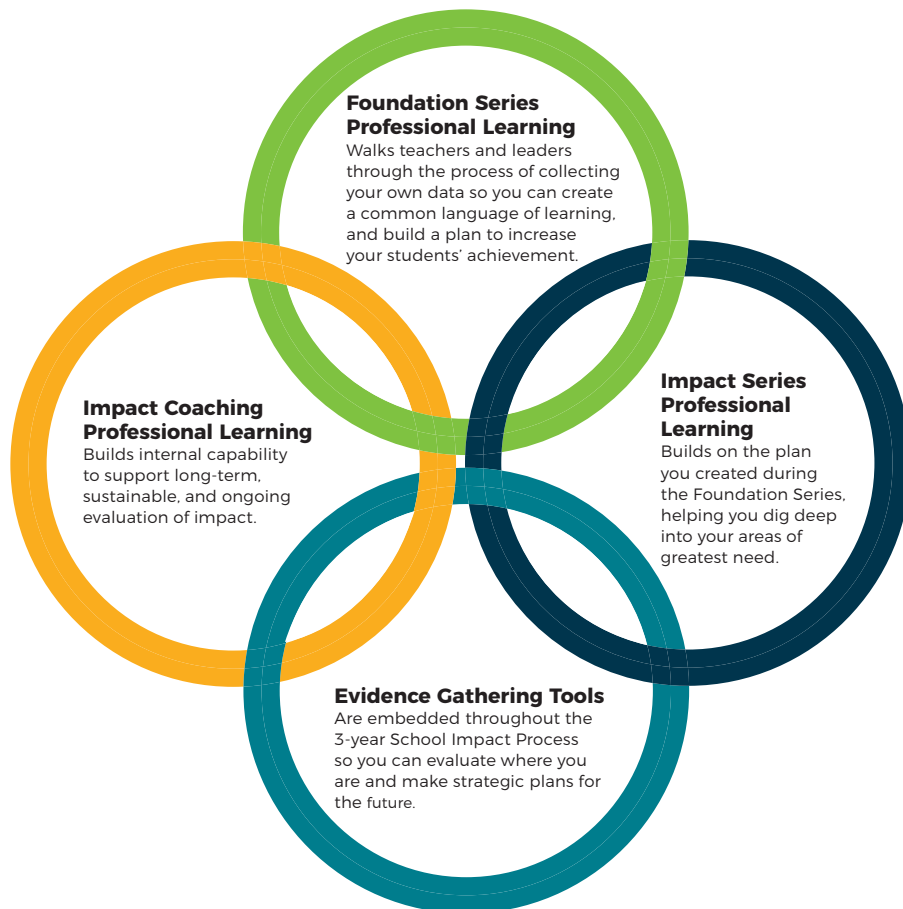 Foundation Series
Professional Learning
Walks teachers and leaders
through the process of collecting
your own data so you can create
a common language of learning,
and build a plan to increase
your students’ achievement.
Impact Coaching
Professional Learning
Builds internal capability
to support long-term,
sustainable, and ongoing
evaluation of impact.
Impact Series
Professional
Learning
Builds on the plan
you created during
the Foundation Series,
helping you dig deep
into your areas of
greatest need.
Evidence Gathering Tools
Are embedded throughout the
3-year School Impact Process
so you can evaluate where you
are and make strategic plans for
the future.